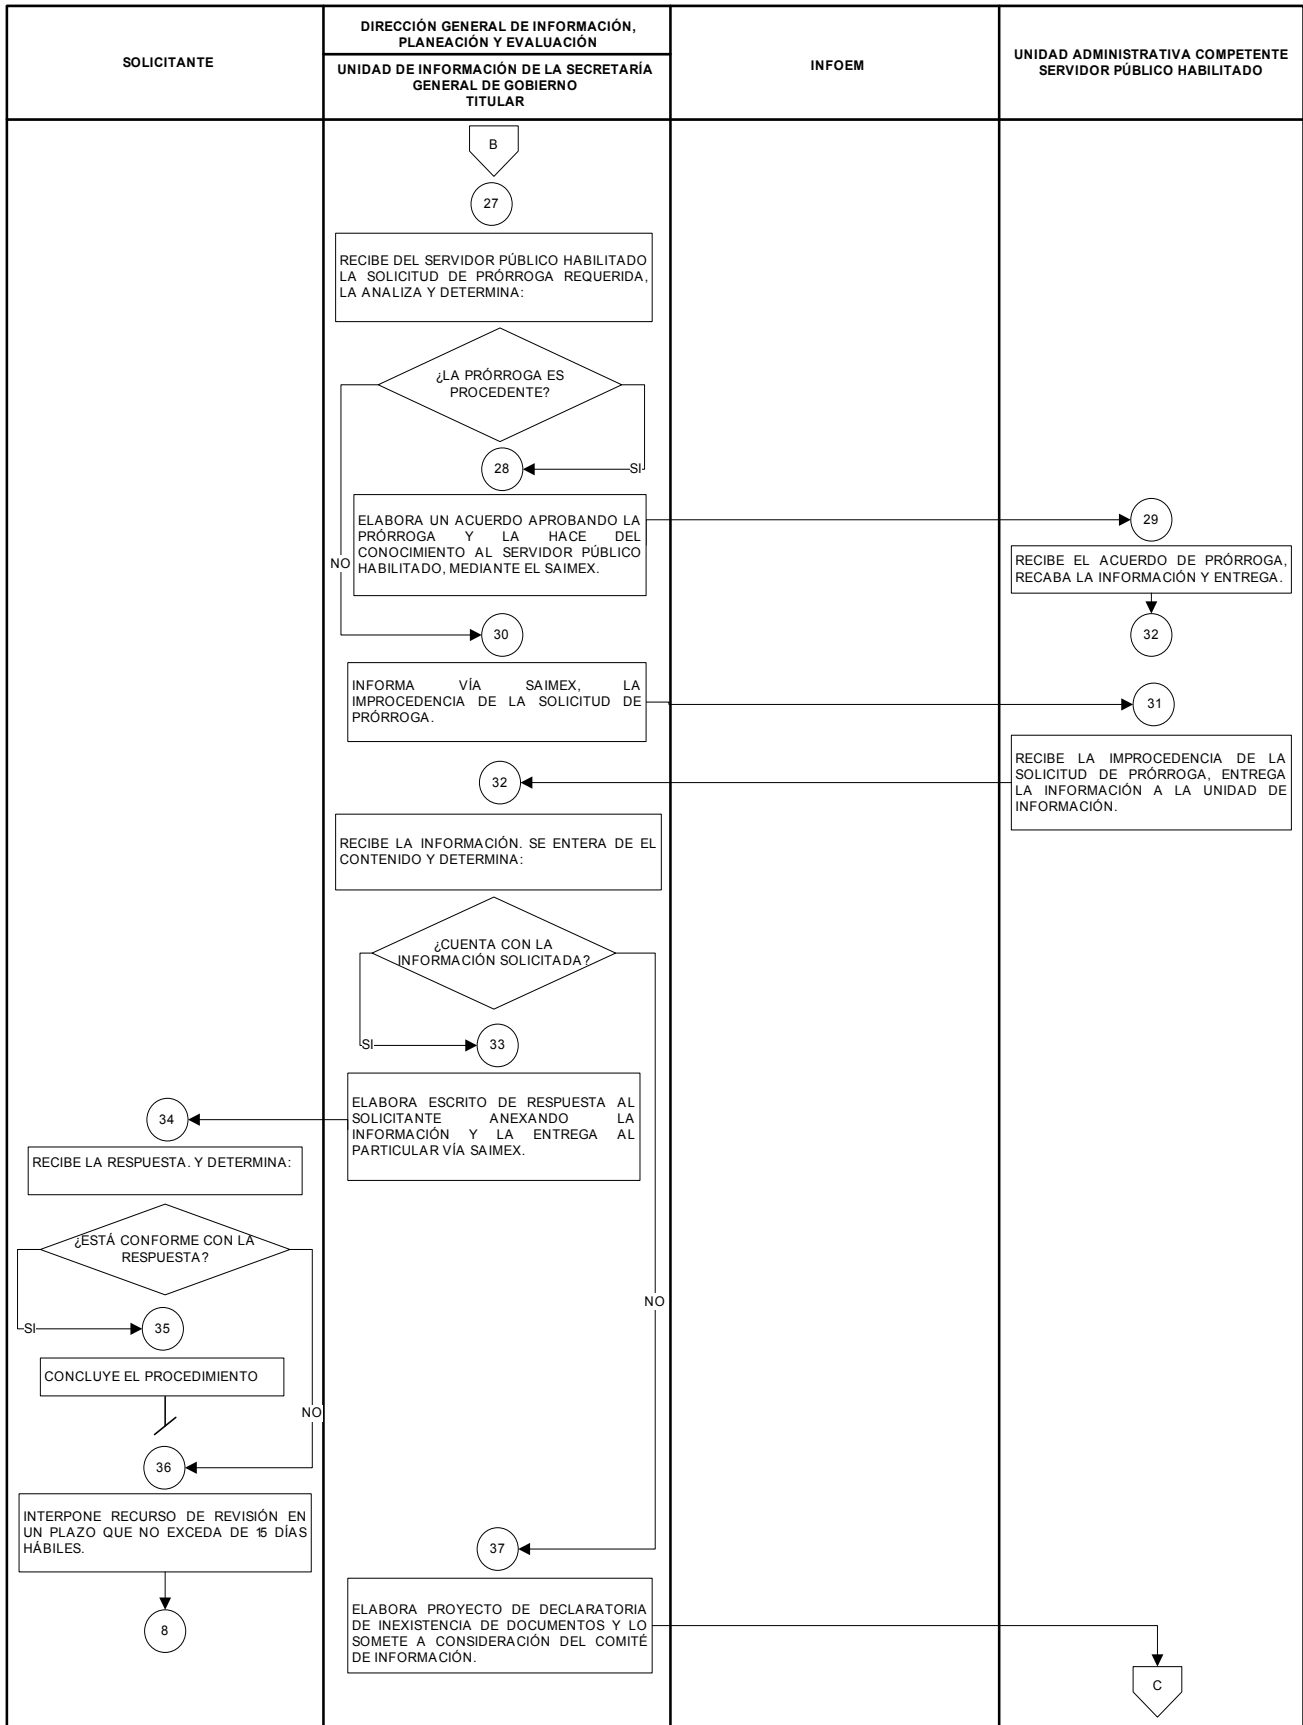 SOLICITANTE
DIRECCIÓN GENERAL DE INFORMACIÓN,
PLANEACIÓN Y EVALUACIÓN
UNIDAD DE INFORMACIÓN DE LA SECRETARÍA
GENERAL DE GOBIERNO
TITULAR
INFOEM
UNIDAD ADMINISTRATIVA COMPETENTE
SERVIDOR PÚBLICO HABILITADO
B
27
RECIBE DEL SERVIDOR PÚBLICO HABILITADO
LA SOLICITUD DE PRÓRROGA REQUERIDA,
LA ANALIZA Y DETERMINA:
¿LA PRÓRROGA ES
PROCEDENTE?
28
SI
ELABORA UN ACUERDO APROBANDO LA
PRÓRROGA Y LA HACE DEL
CONOCIMIENTO AL SERVIDOR PÚBLICO
HABILITADO, MEDIANTE EL SAIMEX.
NO
29
RECIBE EL ACUERDO DE PRÓRROGA,
RECABA LA INFORMACIÓN Y ENTREGA.
32
30
INFORMA VÍA SAIMEX, LA
IMPROCEDENCIA DE LA SOLICITUD DE
PRÓRROGA.
31
RECIBE LA IMPROCEDENCIA DE LA
SOLICITUD DE PRÓRROGA, ENTREGA
LA INFORMACIÓN A LA UNIDAD DE
INFORMACIÓN.
32
RECIBE LA INFORMACIÓN. SE ENTERA DE EL
CONTENIDO Y DETERMINA:
¿CUENTA CON LA
INFORMACIÓN SOLICITADA?
SI
33
ELABORA ESCRITO DE RESPUESTA AL
SOLICITANTE ANEXANDO LA
INFORMACIÓN Y LA ENTREGA AL
PARTICULAR VÍA SAIMEX.
34
RECIBE LA RESPUESTA. Y DETERMINA:
¿ESTÁ CONFORME CON LA
RESPUESTA?
NO
SI
35
CONCLUYE EL PROCEDIMIENTO
NO
36
INTERPONE RECURSO DE REVISIÓN EN
UN PLAZO QUE NO EXCEDA DE 15 DÍAS
HÁBILES.
8
37
ELABORA PROYECTO DE DECLARATORIA
DE INEXISTENCIA DE DOCUMENTOS Y LO
SOMETE A CONSIDERACIÓN DEL COMITÉ
DE INFORMACIÓN.
C